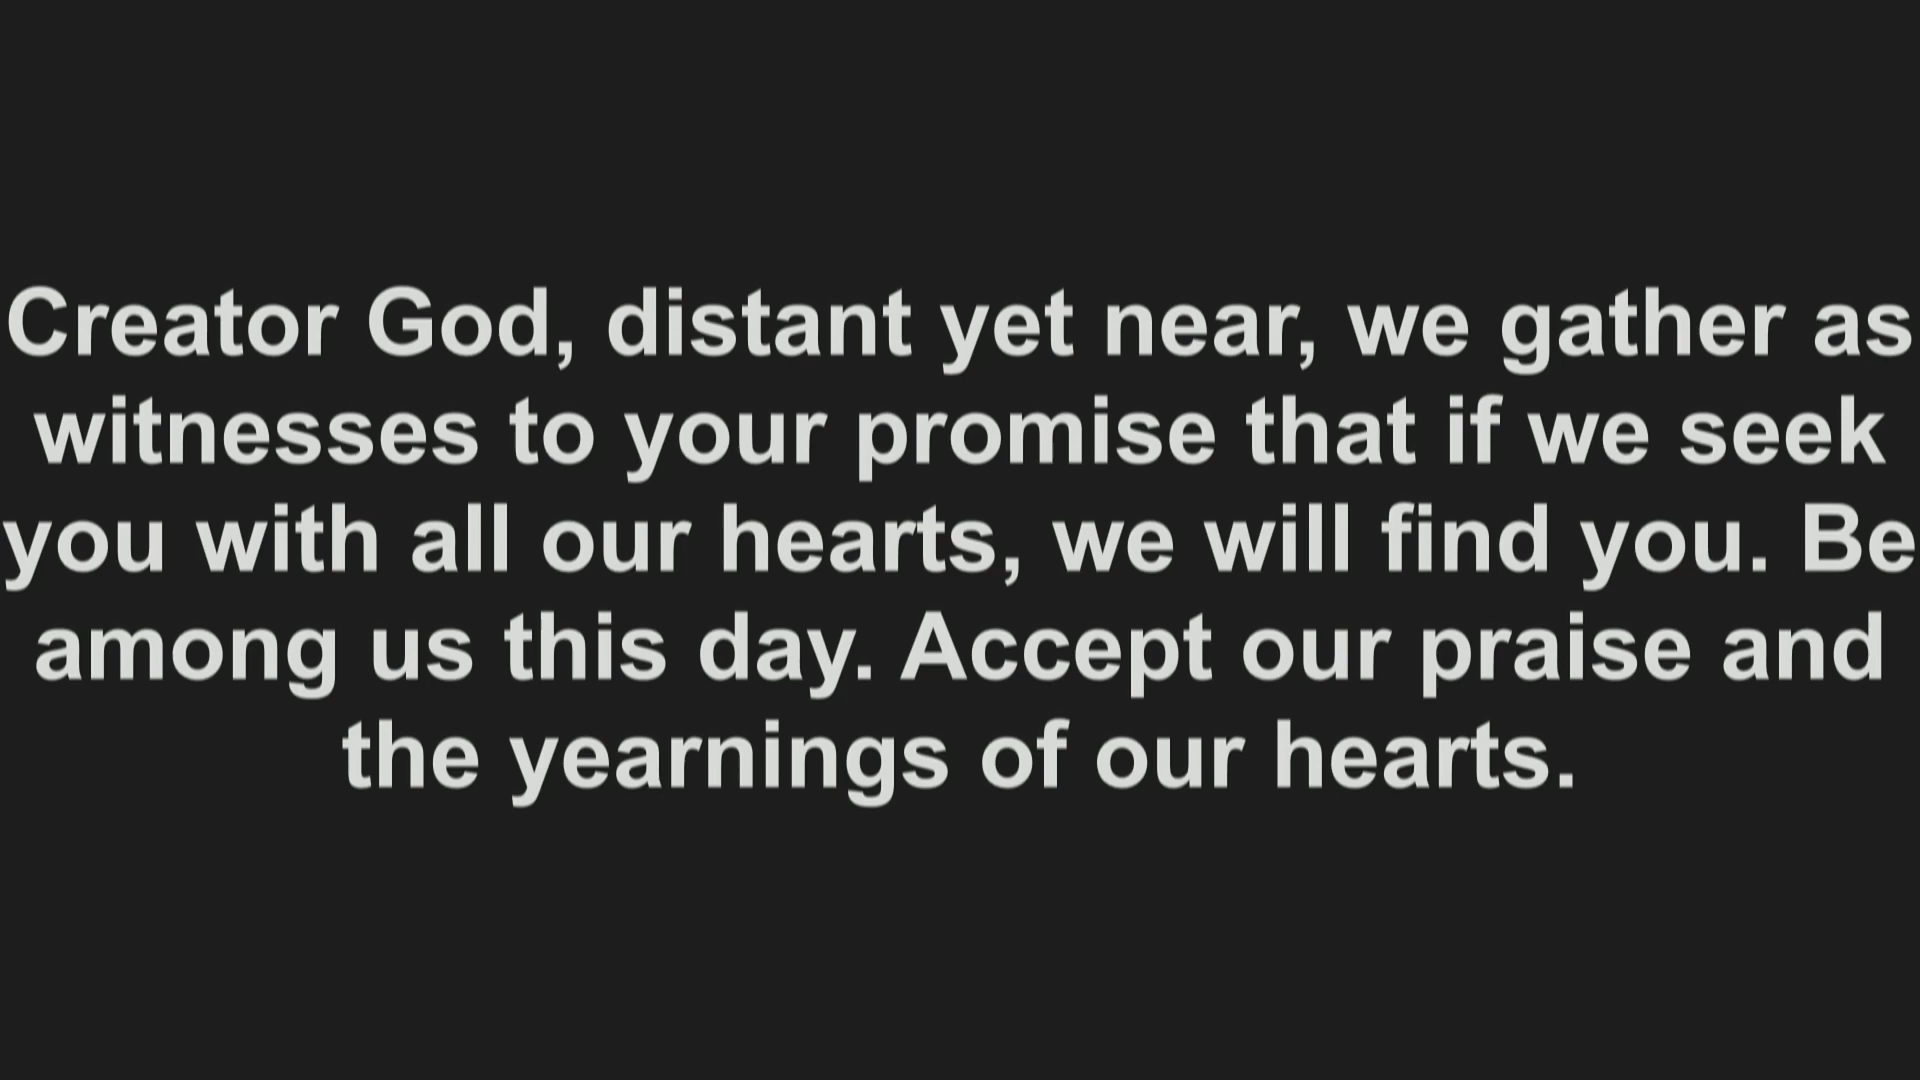 Creator God, distant yet near, we gather as
witnesses to your promise that if we seek
you with all our hearts, we will find you. Be
among us this day. Accept our praise and
the yearnings of our hearts.